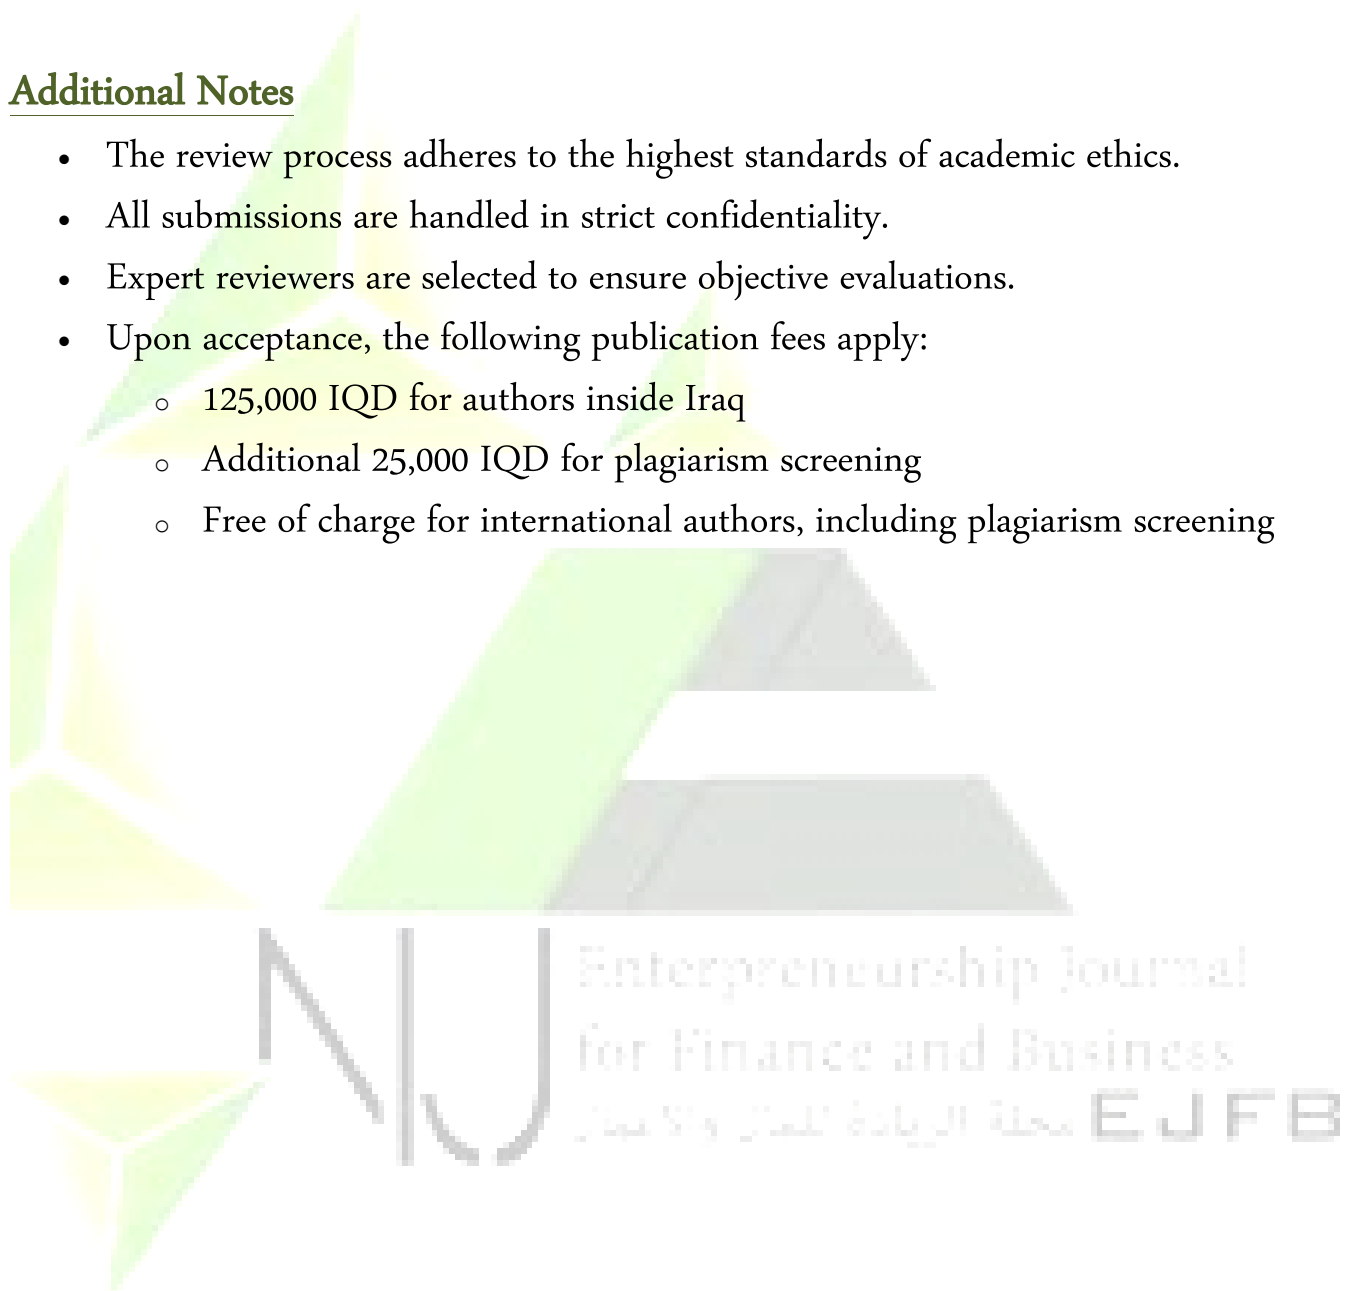 Additional Notes
• The review process adheres to the highest standards of academic ethics.
• All submissions are handled in strict confidentiality.
• Expert reviewers are selected to ensure objective evaluations.
• Upon acceptance, the following publication fees apply:
○ 125,000 IQD for authors inside Iraq
○ Additional 25,000 IQD for plagiarism screening
○ Free of charge for international authors, including plagiarism screening
NU
Enterpreneurship Journal
for Finance and Business
EJFB